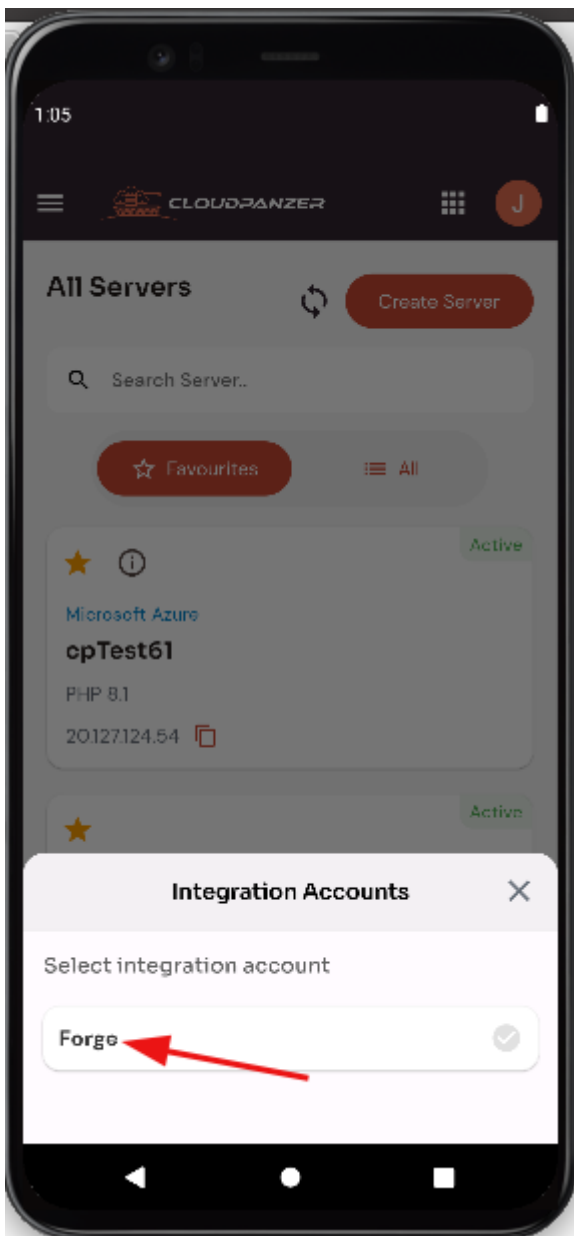 1:05
CLOUDPANZER
J
All Servers
Create Server
Search Server..
Favourites
All
Active
Microsoft Azure
cpTest61
PHP 8.1
20.127.124.54
Active
Integration Accounts
Select integration account
Forge